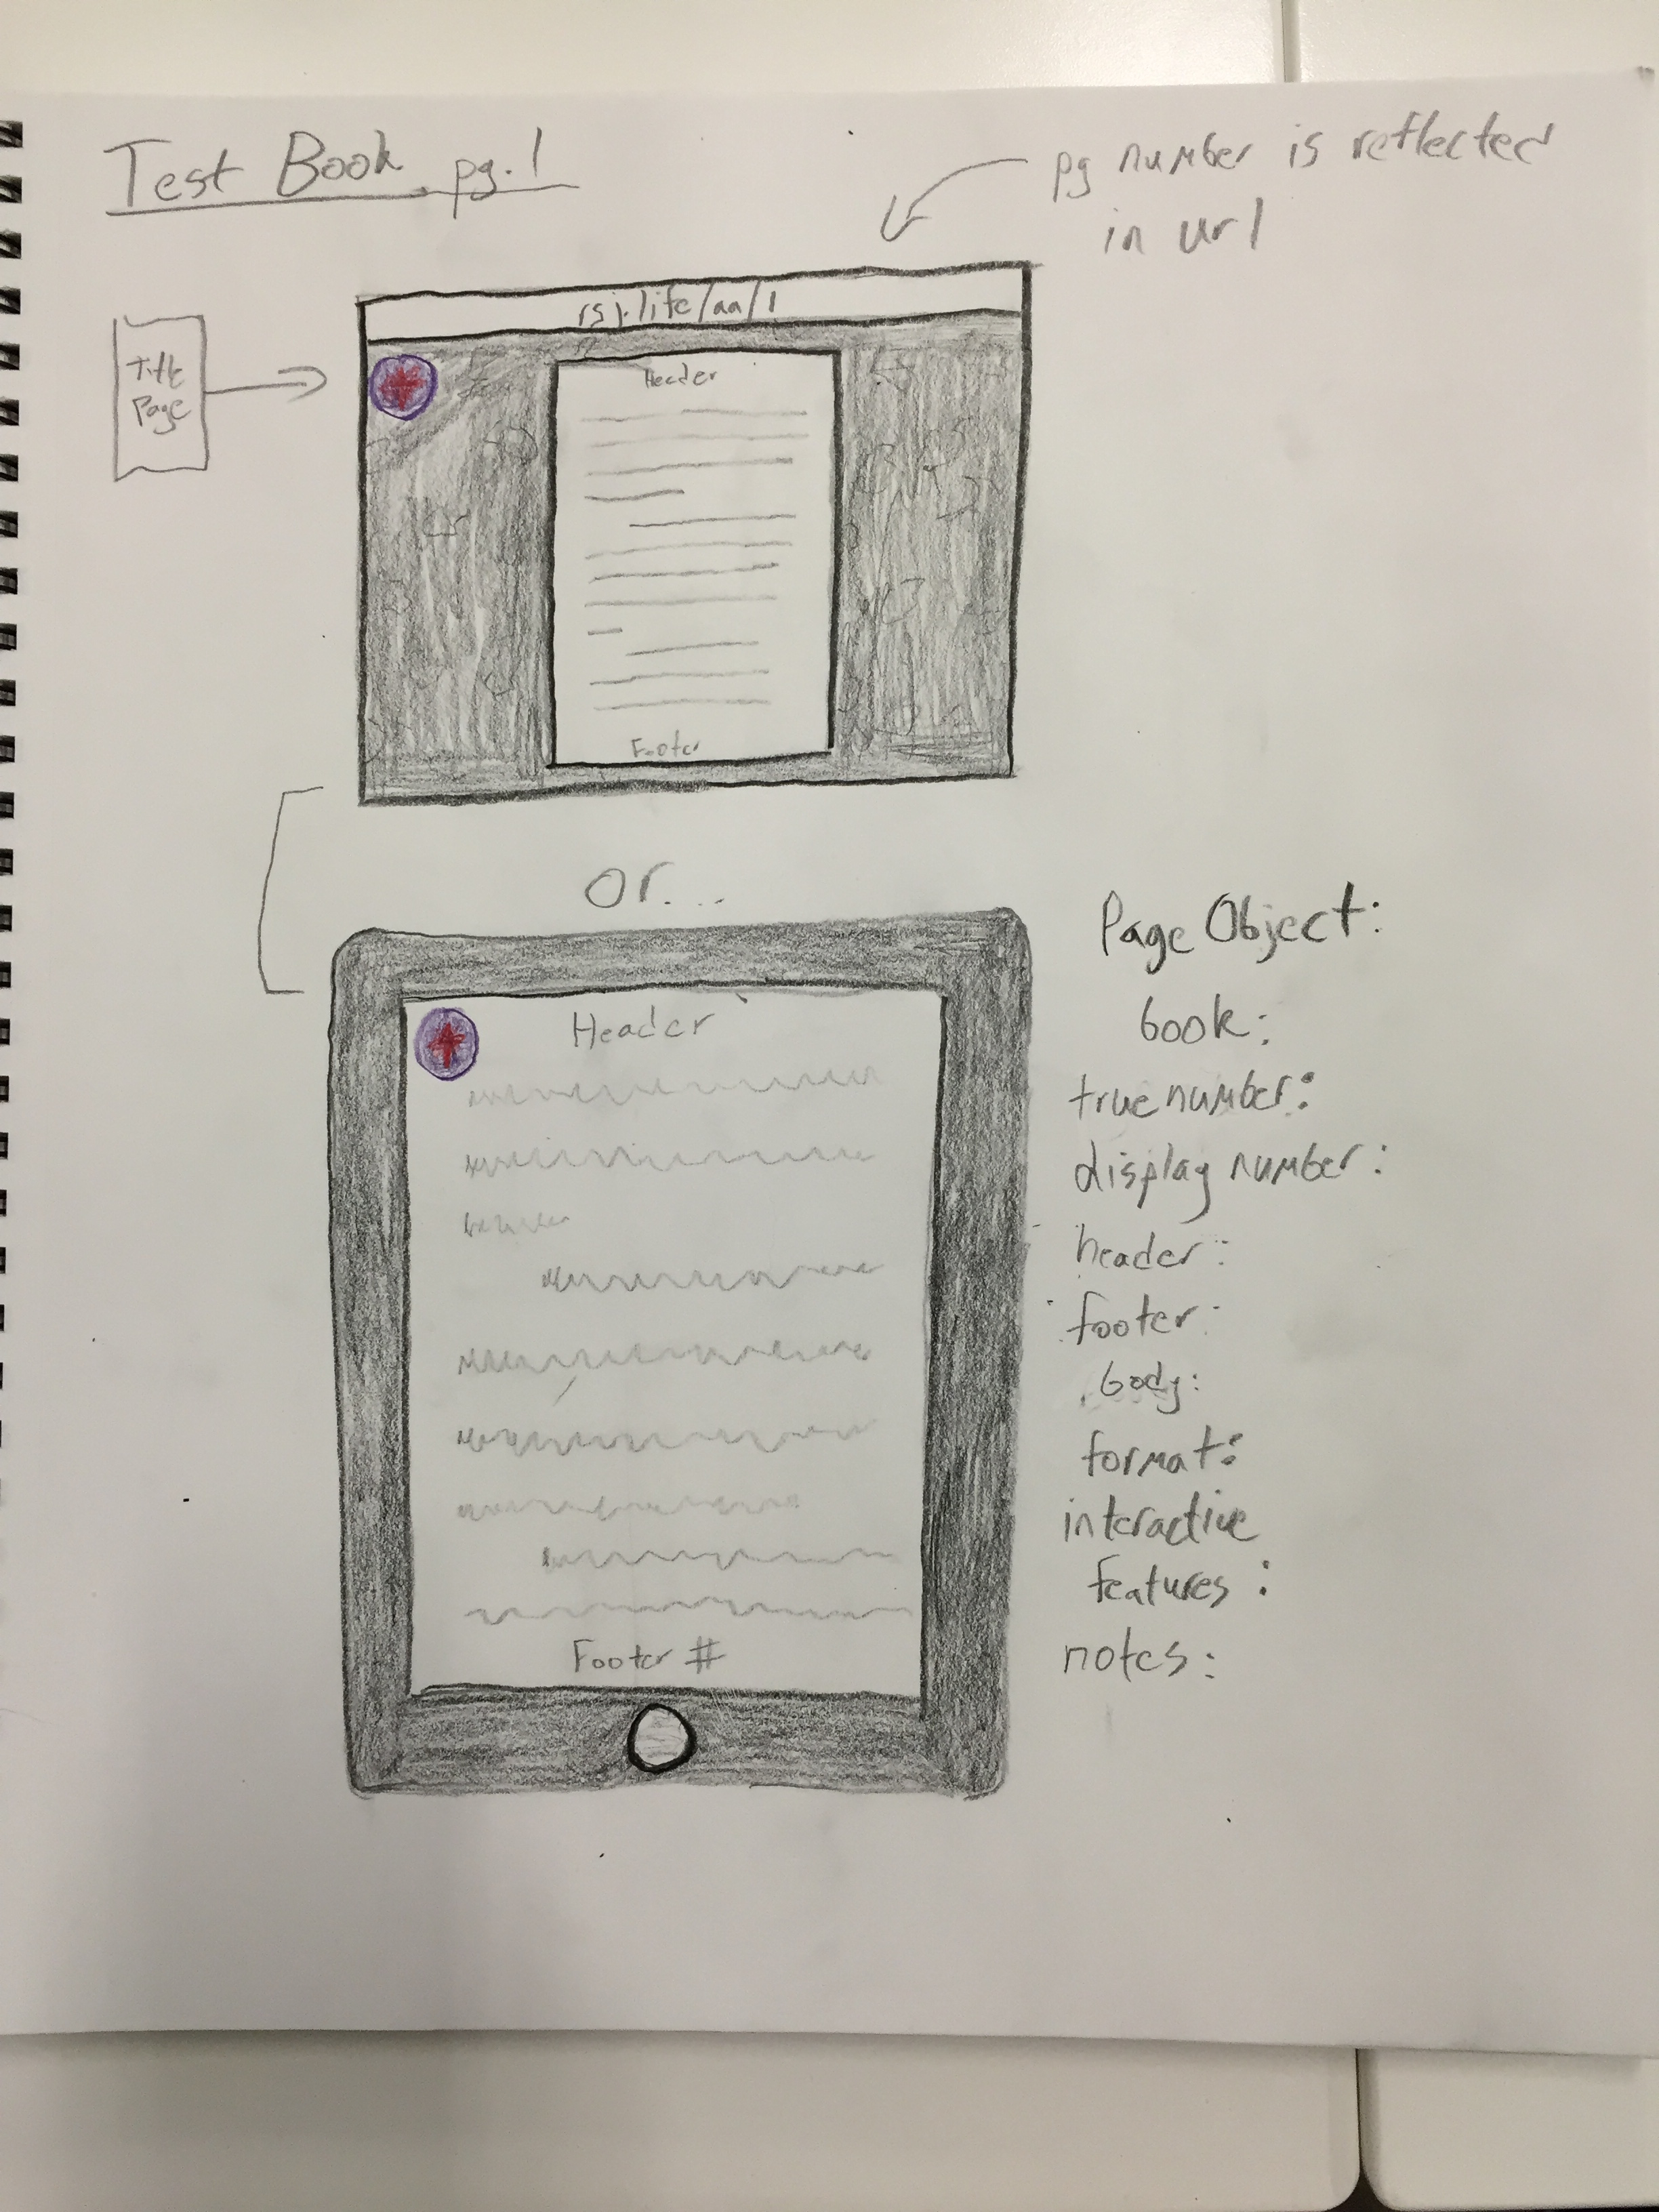 Test Book pg. 1
pg number is reflected
in url
rsj.life/aa/1
Title
Page
Header
Footer
or...
Header
Footer #
Page Object:
book:
true number:
display number:
header:
footer:
body:
format:
interactive
features:
notes: